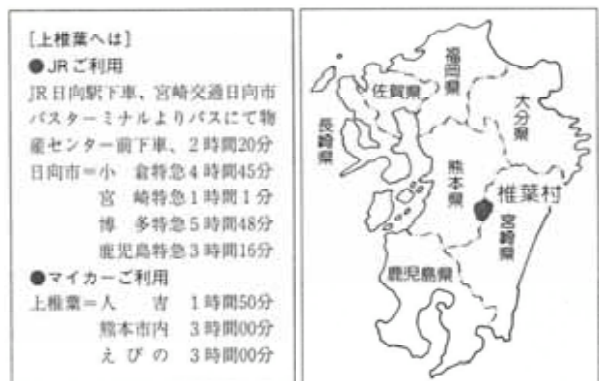 [上椎葉へは]
●JRご利用
JR日向駅下車、宮崎交通日向市
バスターミナルよりバスにて物
産センター前下車、2時間20分
日向市＝小　倉特急4時間45分
宮　崎特急1時間1分
博　多特急5時間48分
鹿児島特急3時間16分
●マイカーご利用
上椎葉＝人　　吉　1時間50分
熊本市内　3時間00分
え　び　の　3時間00分
福岡県
佐賀県
大分県
長崎県
熊本県
椎葉村
宮崎県
鹿児島県